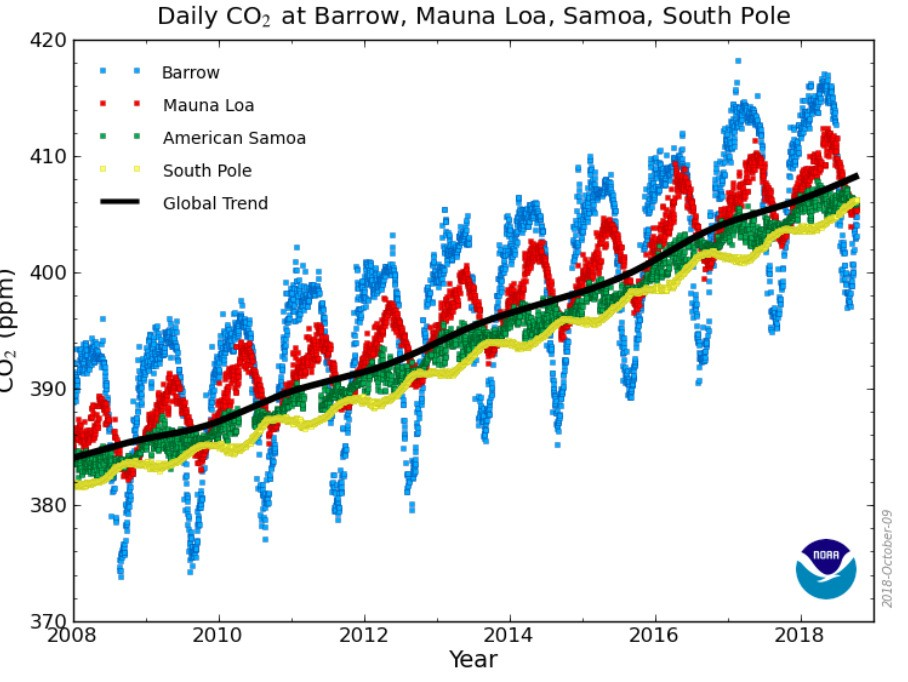 Daily CO₂ at Barrow, Mauna Loa, Samoa, South Pole
420
410
400
390
380
370
CO₂ (ppm)
Barrow
Mauna Loa
American Samoa
South Pole
Global Trend
NOAA
2018-October-09
2008
2010
2012
2014
2016
2018
Year